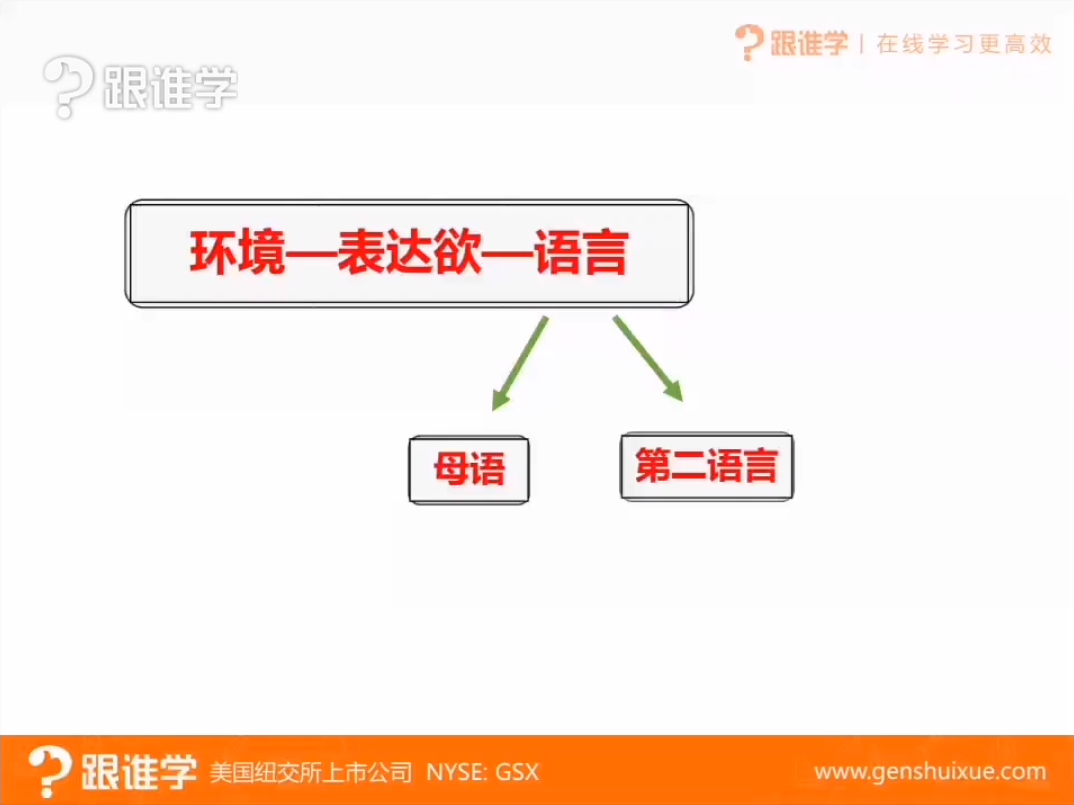 跟谁学 | 在线学习更高效
跟谁学
环境—表达欲—语言
母语
第二语言
跟谁学 美国纽交所上市公司 NYSE: GSX
www.genshuixue.com